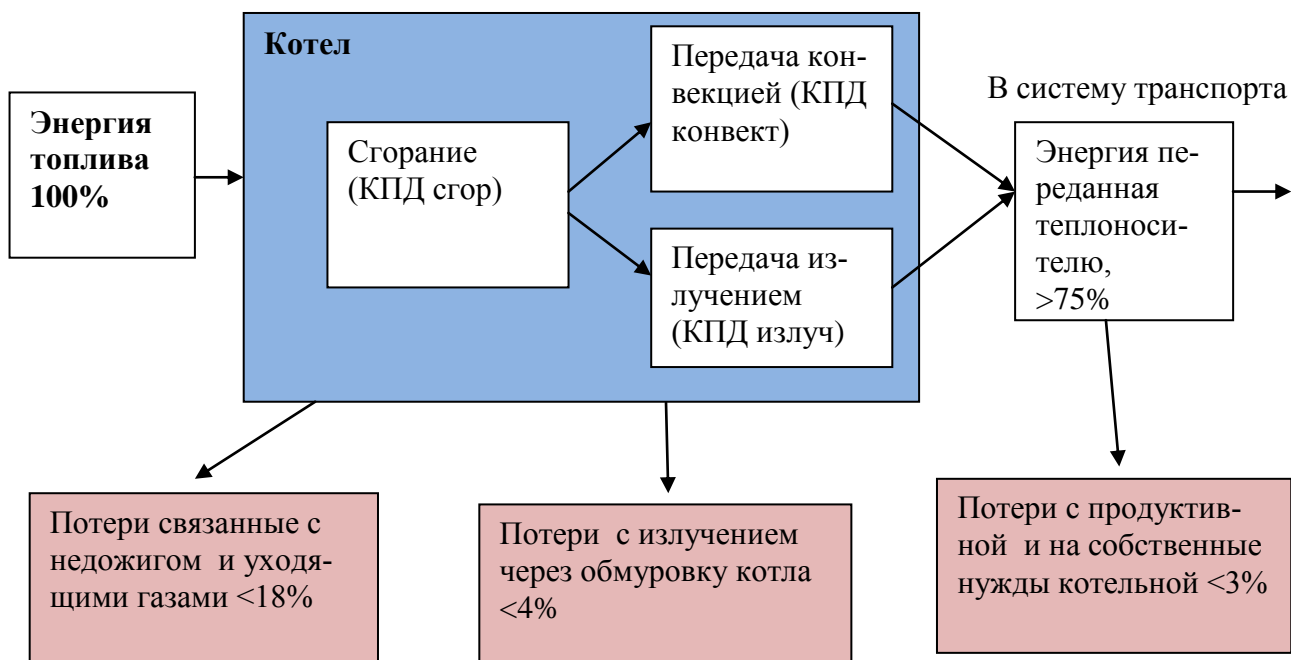 Котел
Энергия
топлива
100%
Сгорание
(КПД сгор)
Передача кон-
векцией (КПД
конвект)
Передача из-
лучением
(КПД излуч)
В систему транспорта
Энергия пе-
реданная
теплоноси-
телю,
>75%
Потери связанные с
недожигом и уходя-
щими газами <18%
Потери с излучением
через обмуровку котла
<4%
Потери с продуктив-
ной и на собственные
нужды котельной <3%